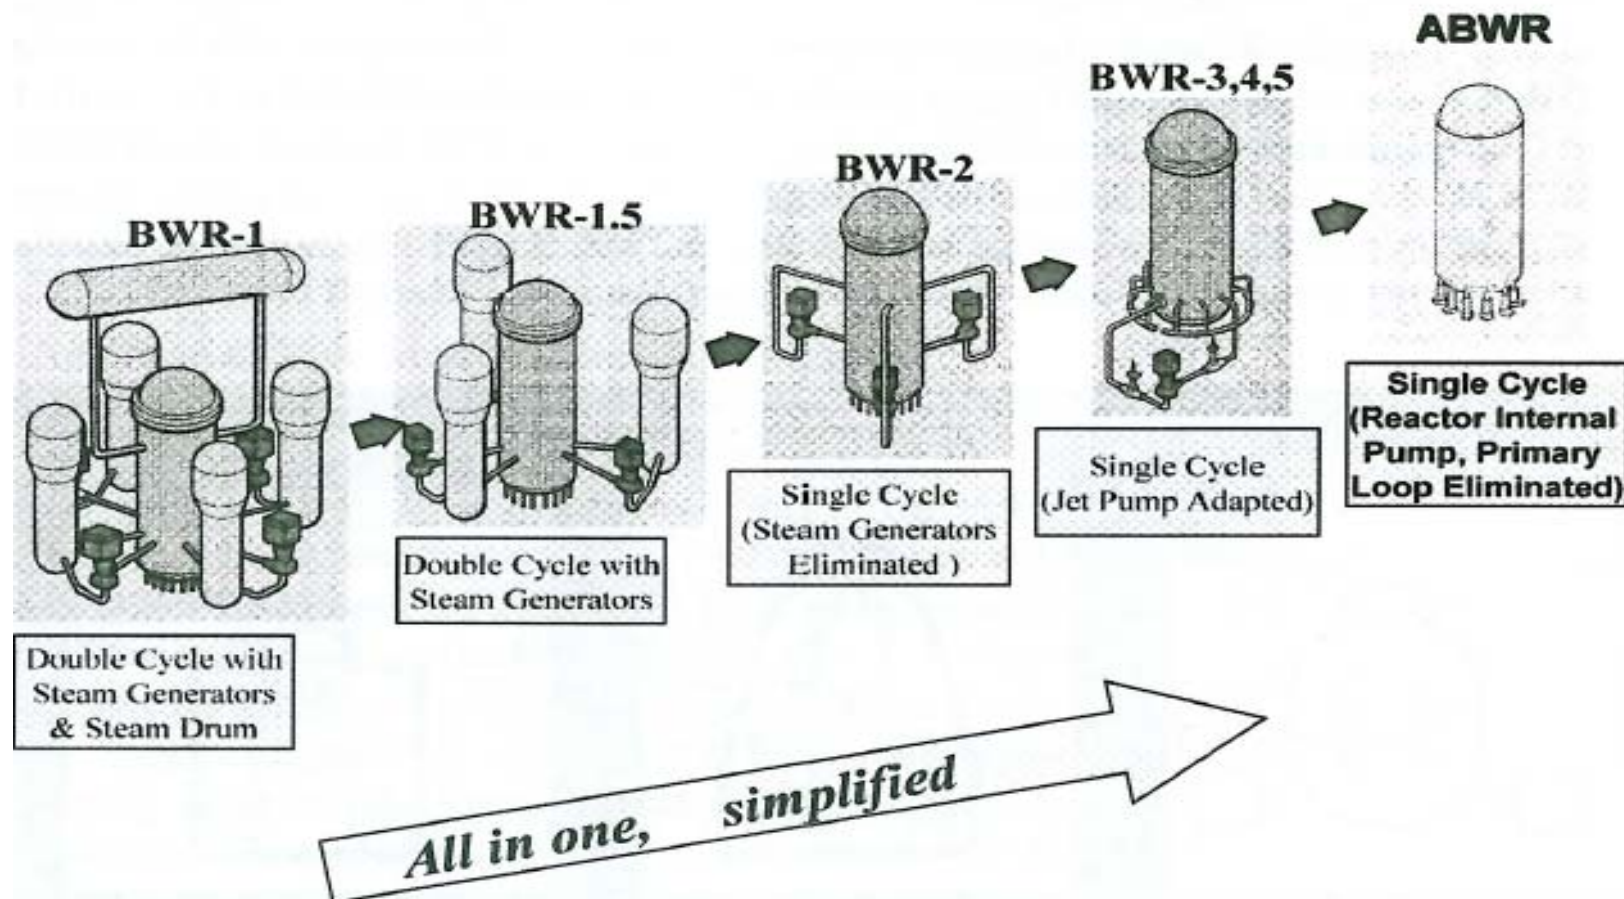 BWR-1
Double Cycle with
Steam Generators
& Steam Drum
BWR-1.5
Double Cycle with
Steam Generators
BWR-2
Single Cycle
(Steam Generators
Eliminated )
BWR-3,4,5
Single Cycle
(Jet Pump Adapted)
ABWR
Single Cycle
(Reactor Internal
Pump, Primary
Loop Eliminated)
All in one, simplified